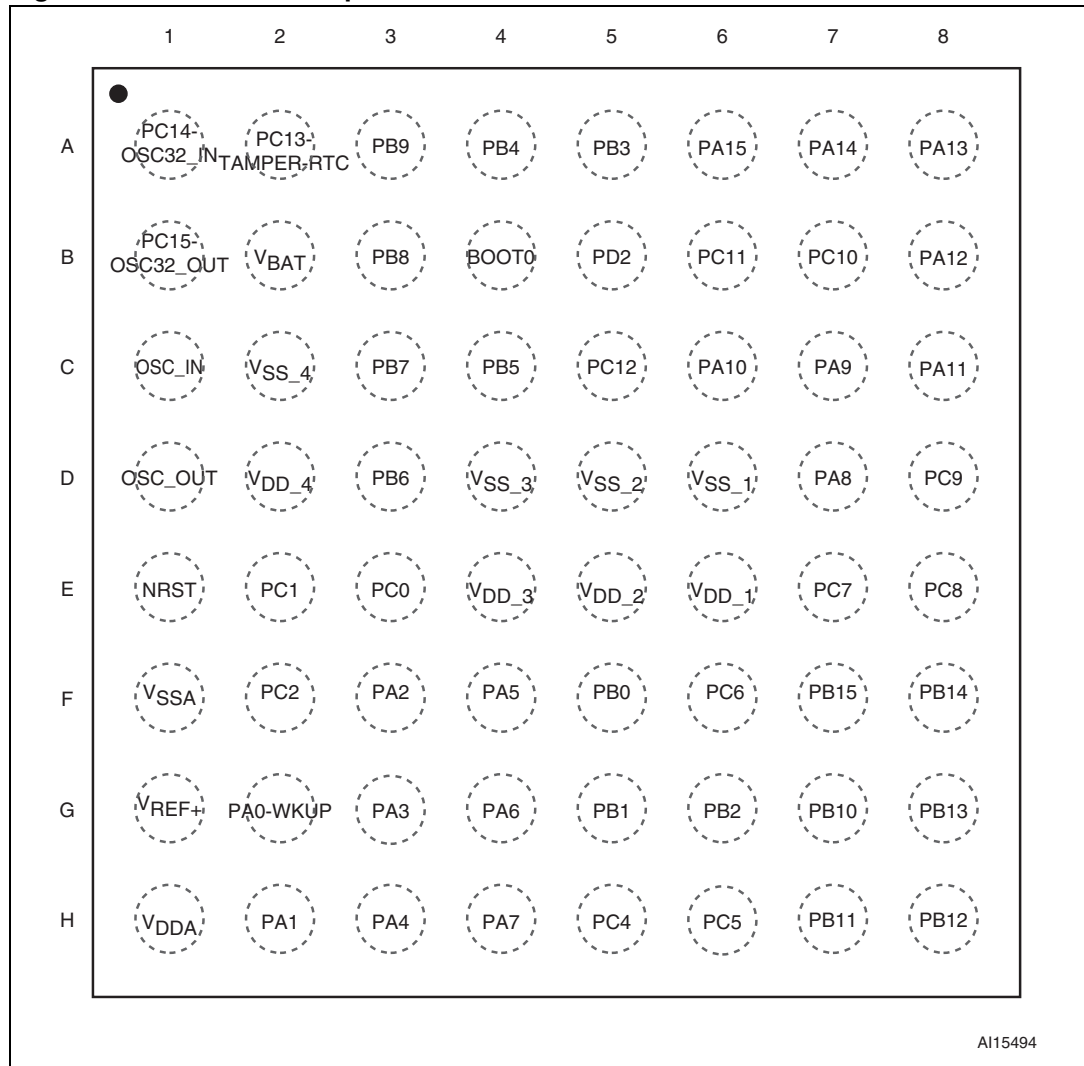 1 2 3 4 5 6 7 8
A PC14-OSC32_IN PC13-TAMPER-RTC PB9 PB4 PB3 PA15 PA14 PA13
B PC15-OSC32_OUT VBAT PB8 BOOT0 PD2 PC11 PC10 PA12
C OSC_IN VSS_4 PB7 PB5 PC12 PA10 PA9 PA11
D OSC_OUT VDD_4 PB6 VSS_3 VSS_2 VSS_1 PA8 PC9
E NRST PC1 PC0 VDD_3 VDD_2 VDD_1 PC7 PC8
F VSSA PC2 PA2 PA5 PB0 PC6 PB15 PB14
G VREF+ PA0-WKUP PA3 PA6 PB1 PB2 PB10 PB13
H VDDA PA1 PA4 PA7 PC4 PC5 PB11 PB12
AI15494